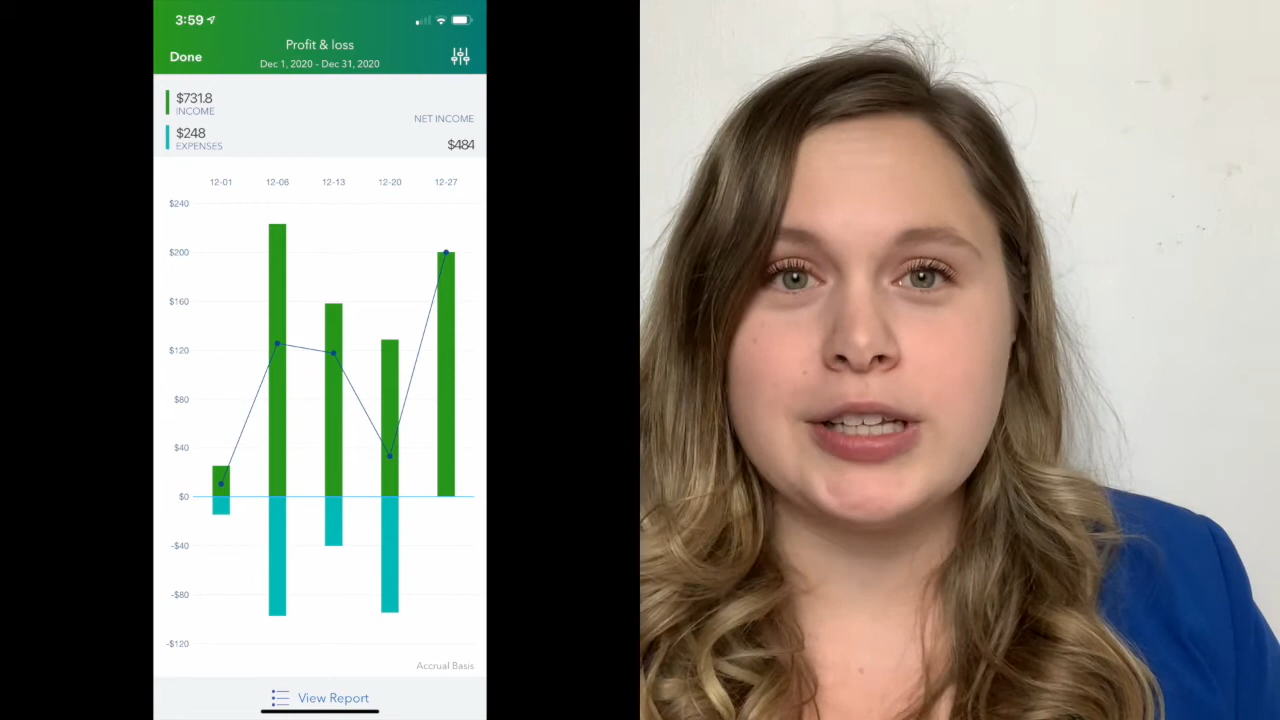 3:59
Profit & loss
Done
Dec 1, 2020 - Dec 31, 2020
$731.8
INCOME
NET INCOME
$248
EXPENSES
$484
12-01 12-06 12-13 12-20 12-27
$240
$200
$160
$120
$80
$40
$0
-$40
-$80
-$120
Accrual Basis
View Report